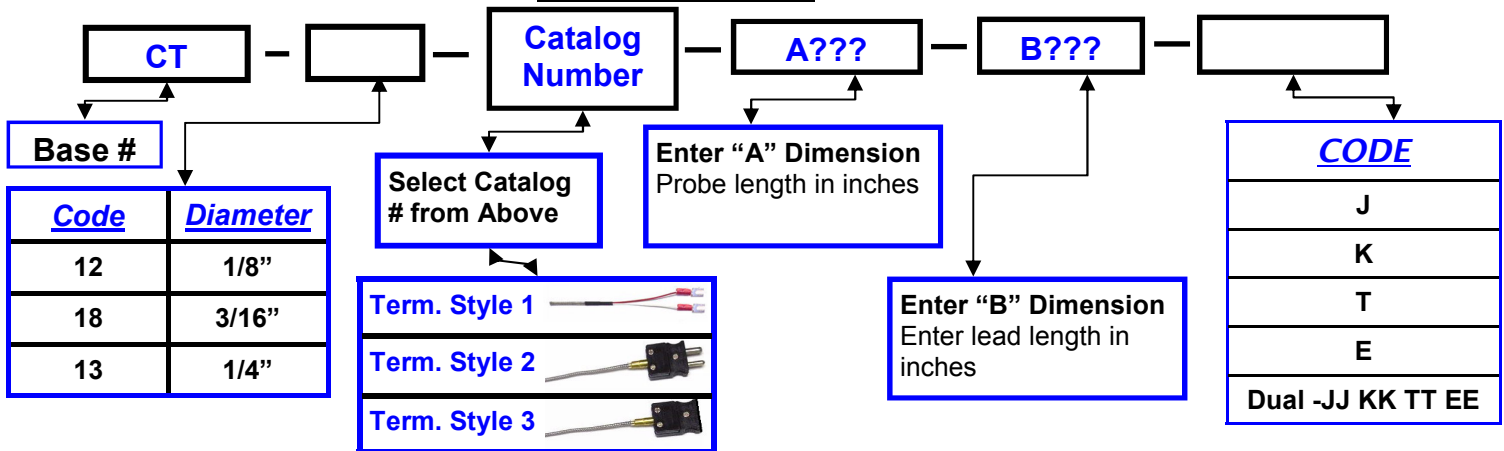 CT
–
–
Catalog
Number
–
A???
–
B???
–
Base #
Code Diameter
12 1/8”
18 3/16”
13 1/4”
Select Catalog
# from Above
Term. Style 1
Term. Style 2
Term. Style 3
Enter “A” Dimension
Probe length in inches
Enter “B” Dimension
Enter lead length in
inches
CODE
J
K
T
E
Dual -JJ KK TT EE